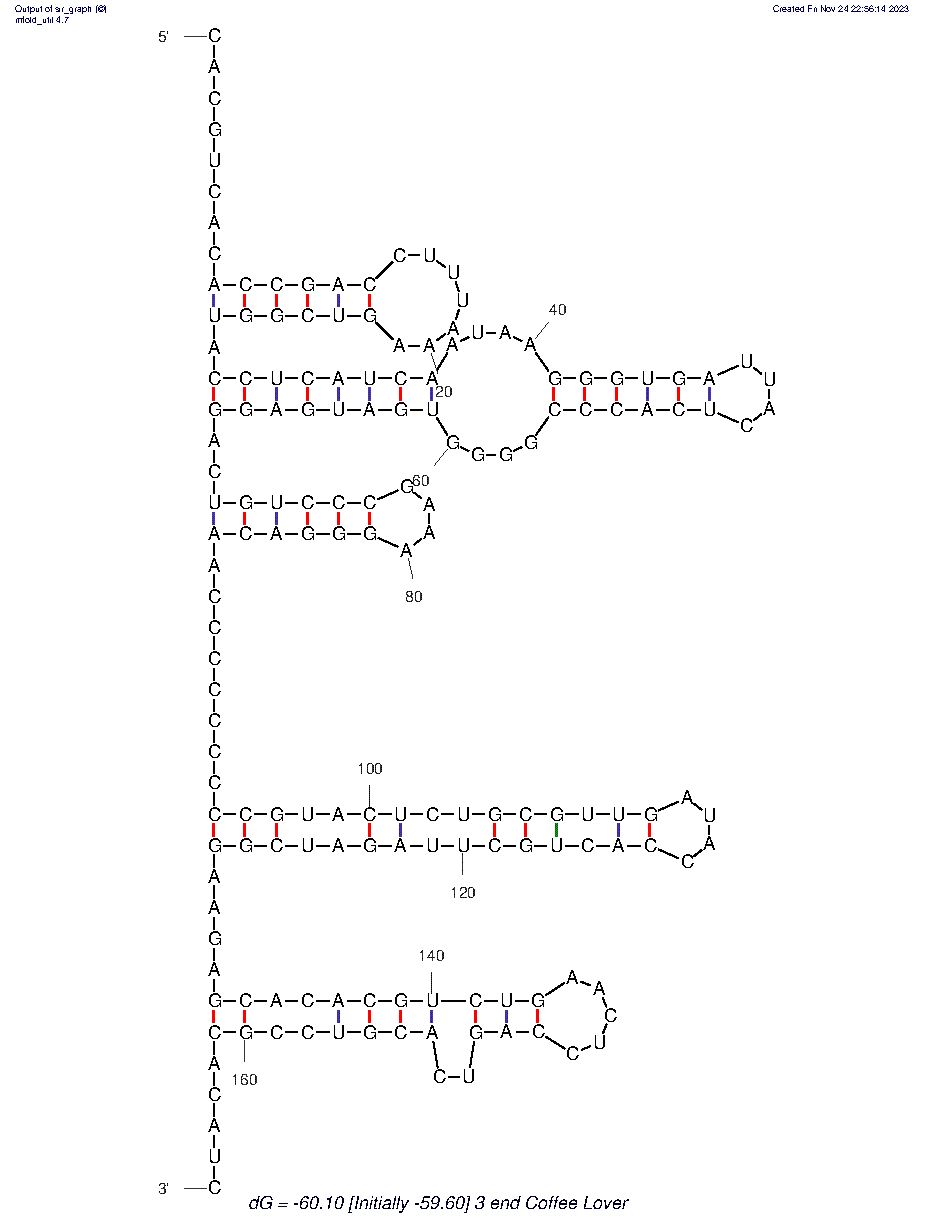 Output of sir_graph (©)
mfold_util 4.7
Created Fri Nov 24 22:56:14 2023
5' C
A
C
G
U
C
A
C C U
U
A C C G A C
U
U G G C U G
40
A U A A
A A A A
U
C C U C A U C A G G G U G A U
20
G G A G U A G U C C C A C U A
C
A G G G G
C 60
G
U G U C C C A
A C A G G G A
A
A
80
C
C
C
C
C
C
C
100
A
C C G U A C U C U G C G U U G U
G G C U A G A U U C G U C A C A
C
A
120
A
G
A
140
A A
G C A C A C G U C U G C
C G C C U G C A G A C C U
160
A C U
C
A
U
3' C
dG = -60.10 [Initially -59.60] 3 end Coffee Lover